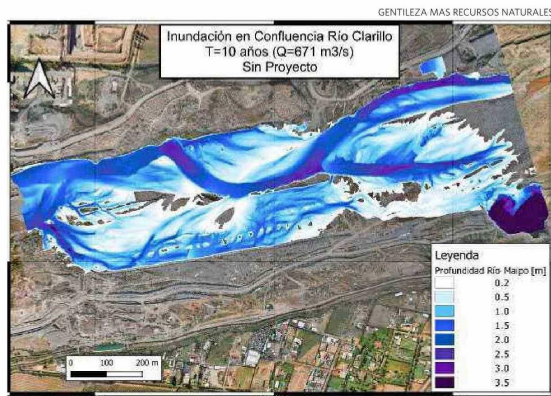 GENTILEZA MAS RECURSOS NATURALES
Inundación en Confluencia Río Clarillo
T=10 años (Q=671 m3/s)
Sin Proyecto
Leyenda
Profundidad Río Maipo [m]
0.2
0.5
1.0
1.5
2.0
2.5
3.0
3.5
0 100 200 m